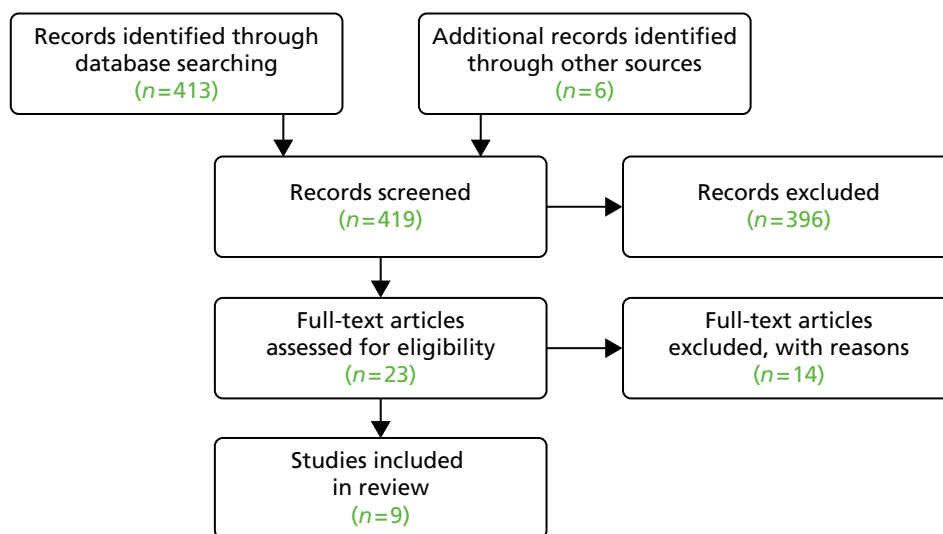 Records identified through
database searching
(n=413)
Additional records identified
through other sources
(n=6)
Records screened
(n=419)
Records excluded
(n=396)
Full-text articles
assessed for eligibility
(n=23)
Full-text articles
excluded, with reasons
(n=14)
Studies included
in review
(n=9)